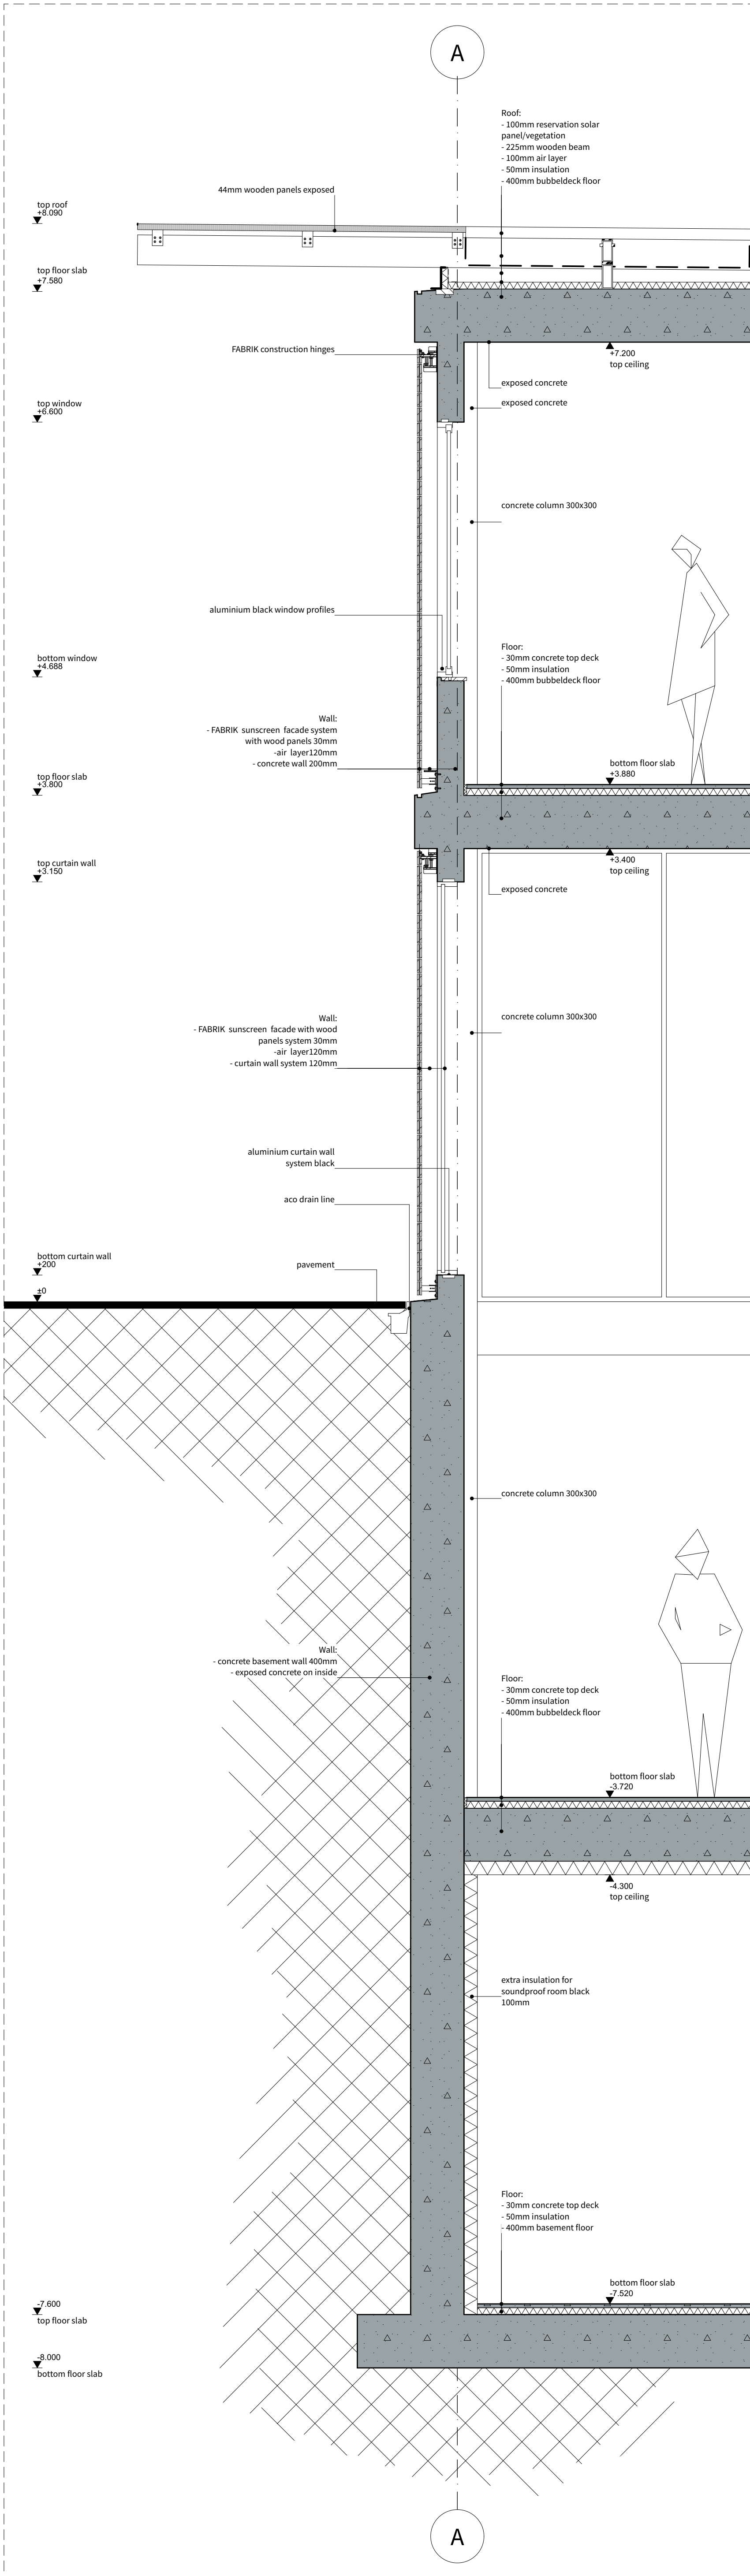 A
Roof:
- 100mm reservation solar
panel/vegetation
- 225mm wooden beam
- 100mm air layer
- 50mm insulation
- 400mm bubbeldeck floor
44mm wooden panels exposed
top roof
+8.090
top floor slab
+7.580
FABRIK construction hinges
+7.200
top ceiling
exposed concrete
top window
+6.600
exposed concrete
concrete column 300x300
aluminium black window profiles
Floor:
- 30mm concrete top deck
- 50mm insulation
- 400mm bubbeldeck floor
bottom window
+4.688
Wall:
- FABRIK sunscreen facade system
with wood panels 30mm
-air layer120mm
- concrete wall 200mm
bottom floor slab
+3.880
top floor slab
+3.800
top curtain wall
+3.150
+3.400
top ceiling
exposed concrete
Wall:
- FABRIK sunscreen facade with wood
panels system 30mm
-air layer120mm
- curtain wall system 120mm
concrete column 300x300
aluminium curtain wall
system black
aco drain line
bottom curtain wall
+200
pavement
±0
concrete column 300x300
Wall:
- concrete basement wall 400mm
- exposed concrete on inside
Floor:
- 30mm concrete top deck
- 50mm insulation
- 400mm bubbeldeck floor
bottom floor slab
-3.720
-4.300
top ceiling
extra insulation for
soundproof room black
100mm
Floor:
- 30mm concrete top deck
- 50mm insulation
- 400mm basement floor
bottom floor slab
-7.520
-7.600
top floor slab
-8.000
bottom floor slab
A